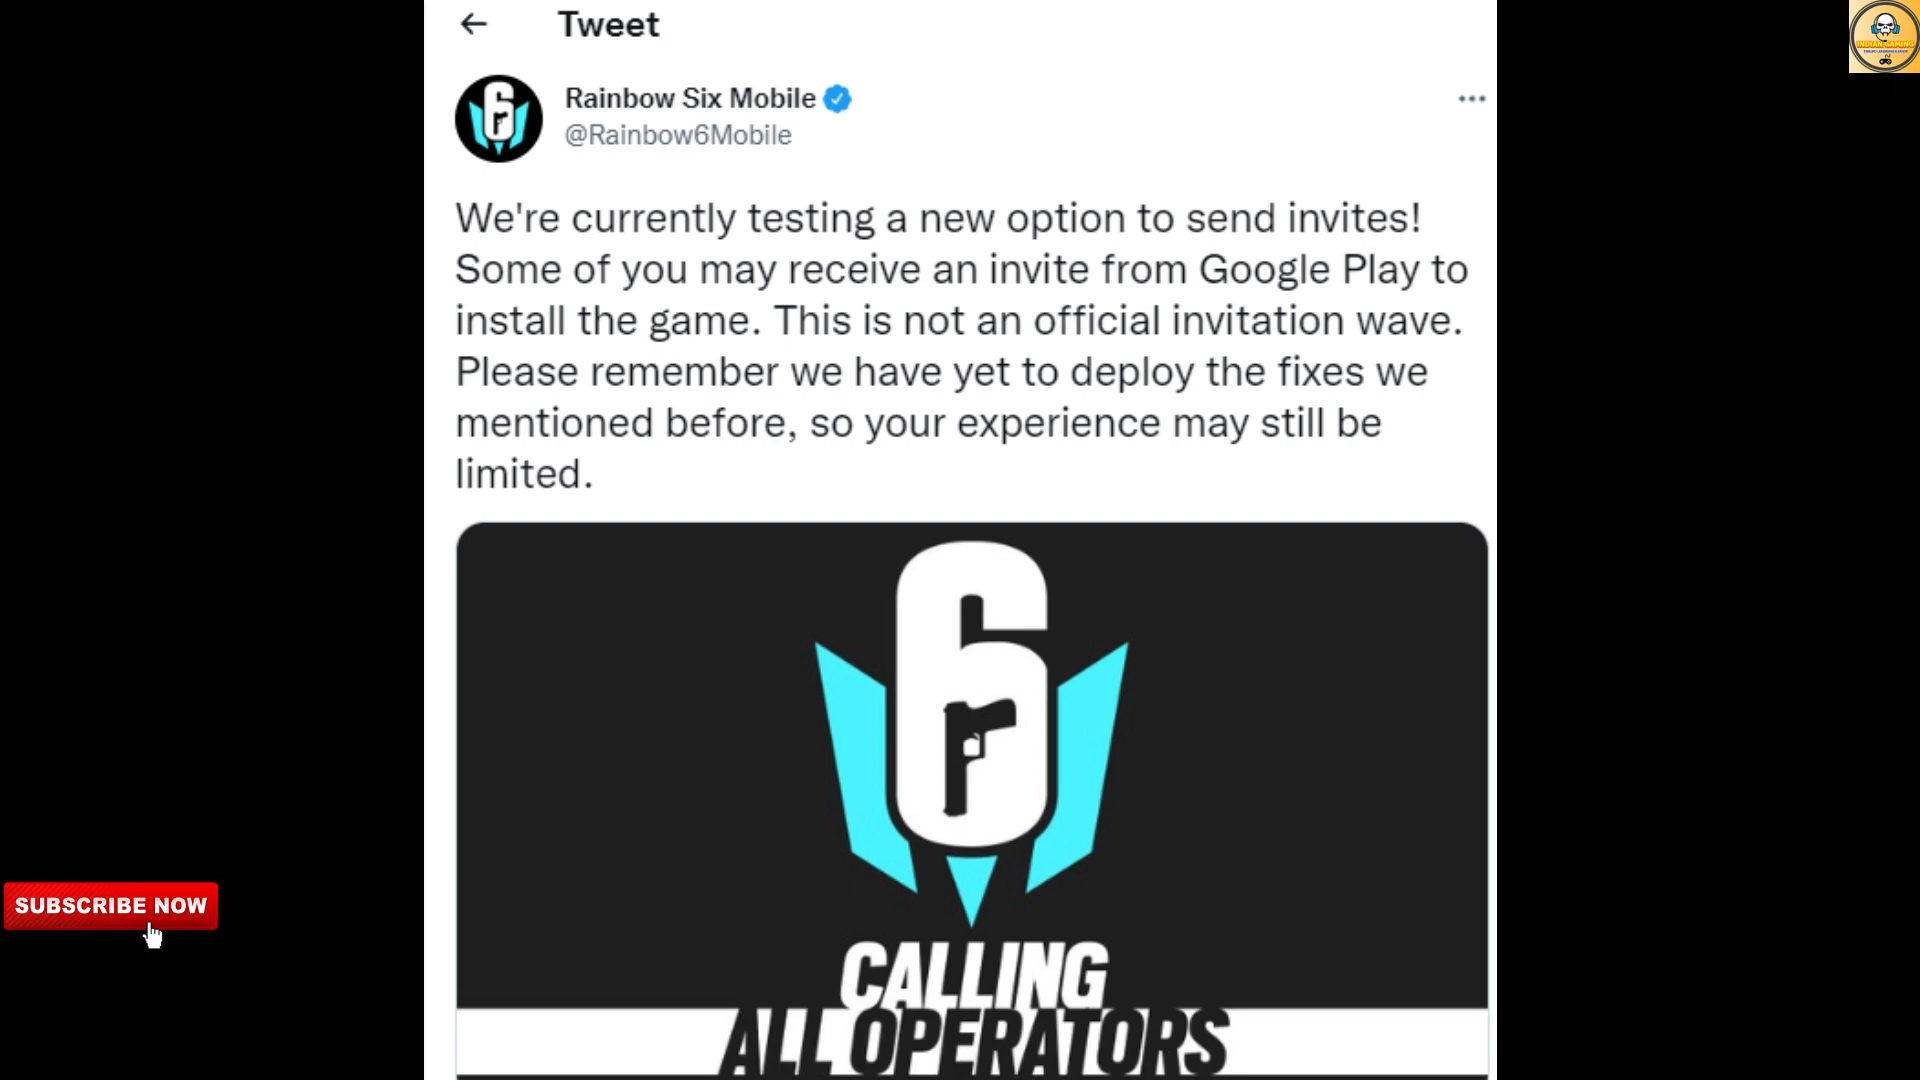 Tweet
Rainbow Six Mobile
@Rainbow6Mobile
We're currently testing a new option to send invites!
Some of you may receive an invite from Google Play to
install the game. This is not an official invitation wave.
Please remember we have yet to deploy the fixes we
mentioned before, so your experience may still be
limited.
6
CALLING
ALL OPERATORS
SUBSCRIBE NOW
INDIAN GAMING